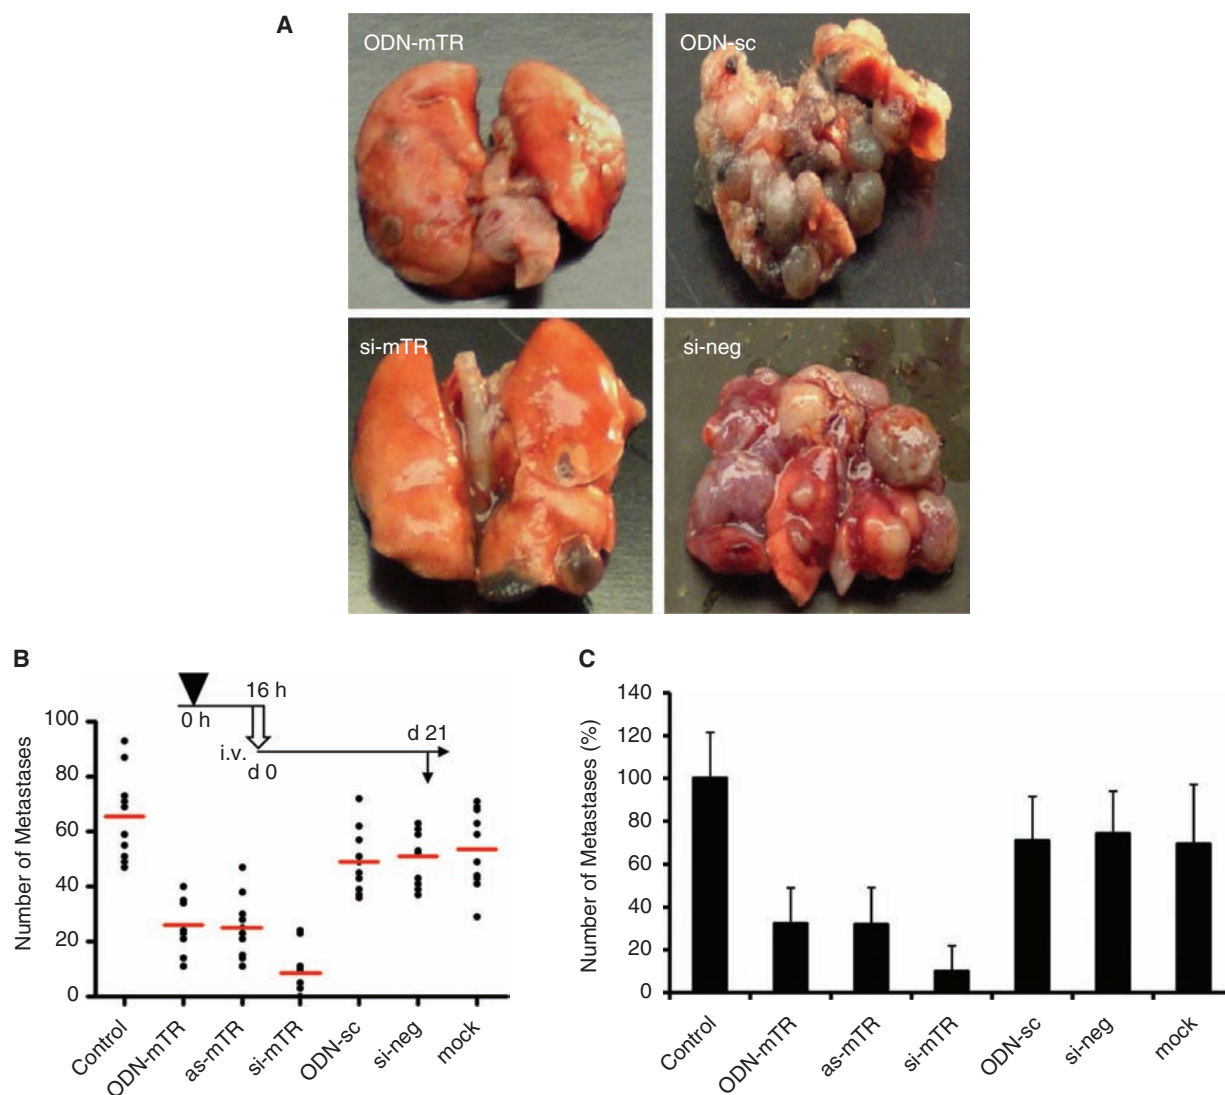 A
ODN-mTR
ODN-sc
si-mTR
si-neg
B
16 h
0 h
i.v.
d 0
d 21
Number of Metastases
100
80
60
40
20
0
Control
ODN-mTR
as-mTR
si-mTR
ODN-sc
si-neg
mock
C
Number of Metastases (%)
140
120
100
80
60
40
20
0
Control
ODN-mTR
as-mTR
si-mTR
ODN-sc
si-neg
mock